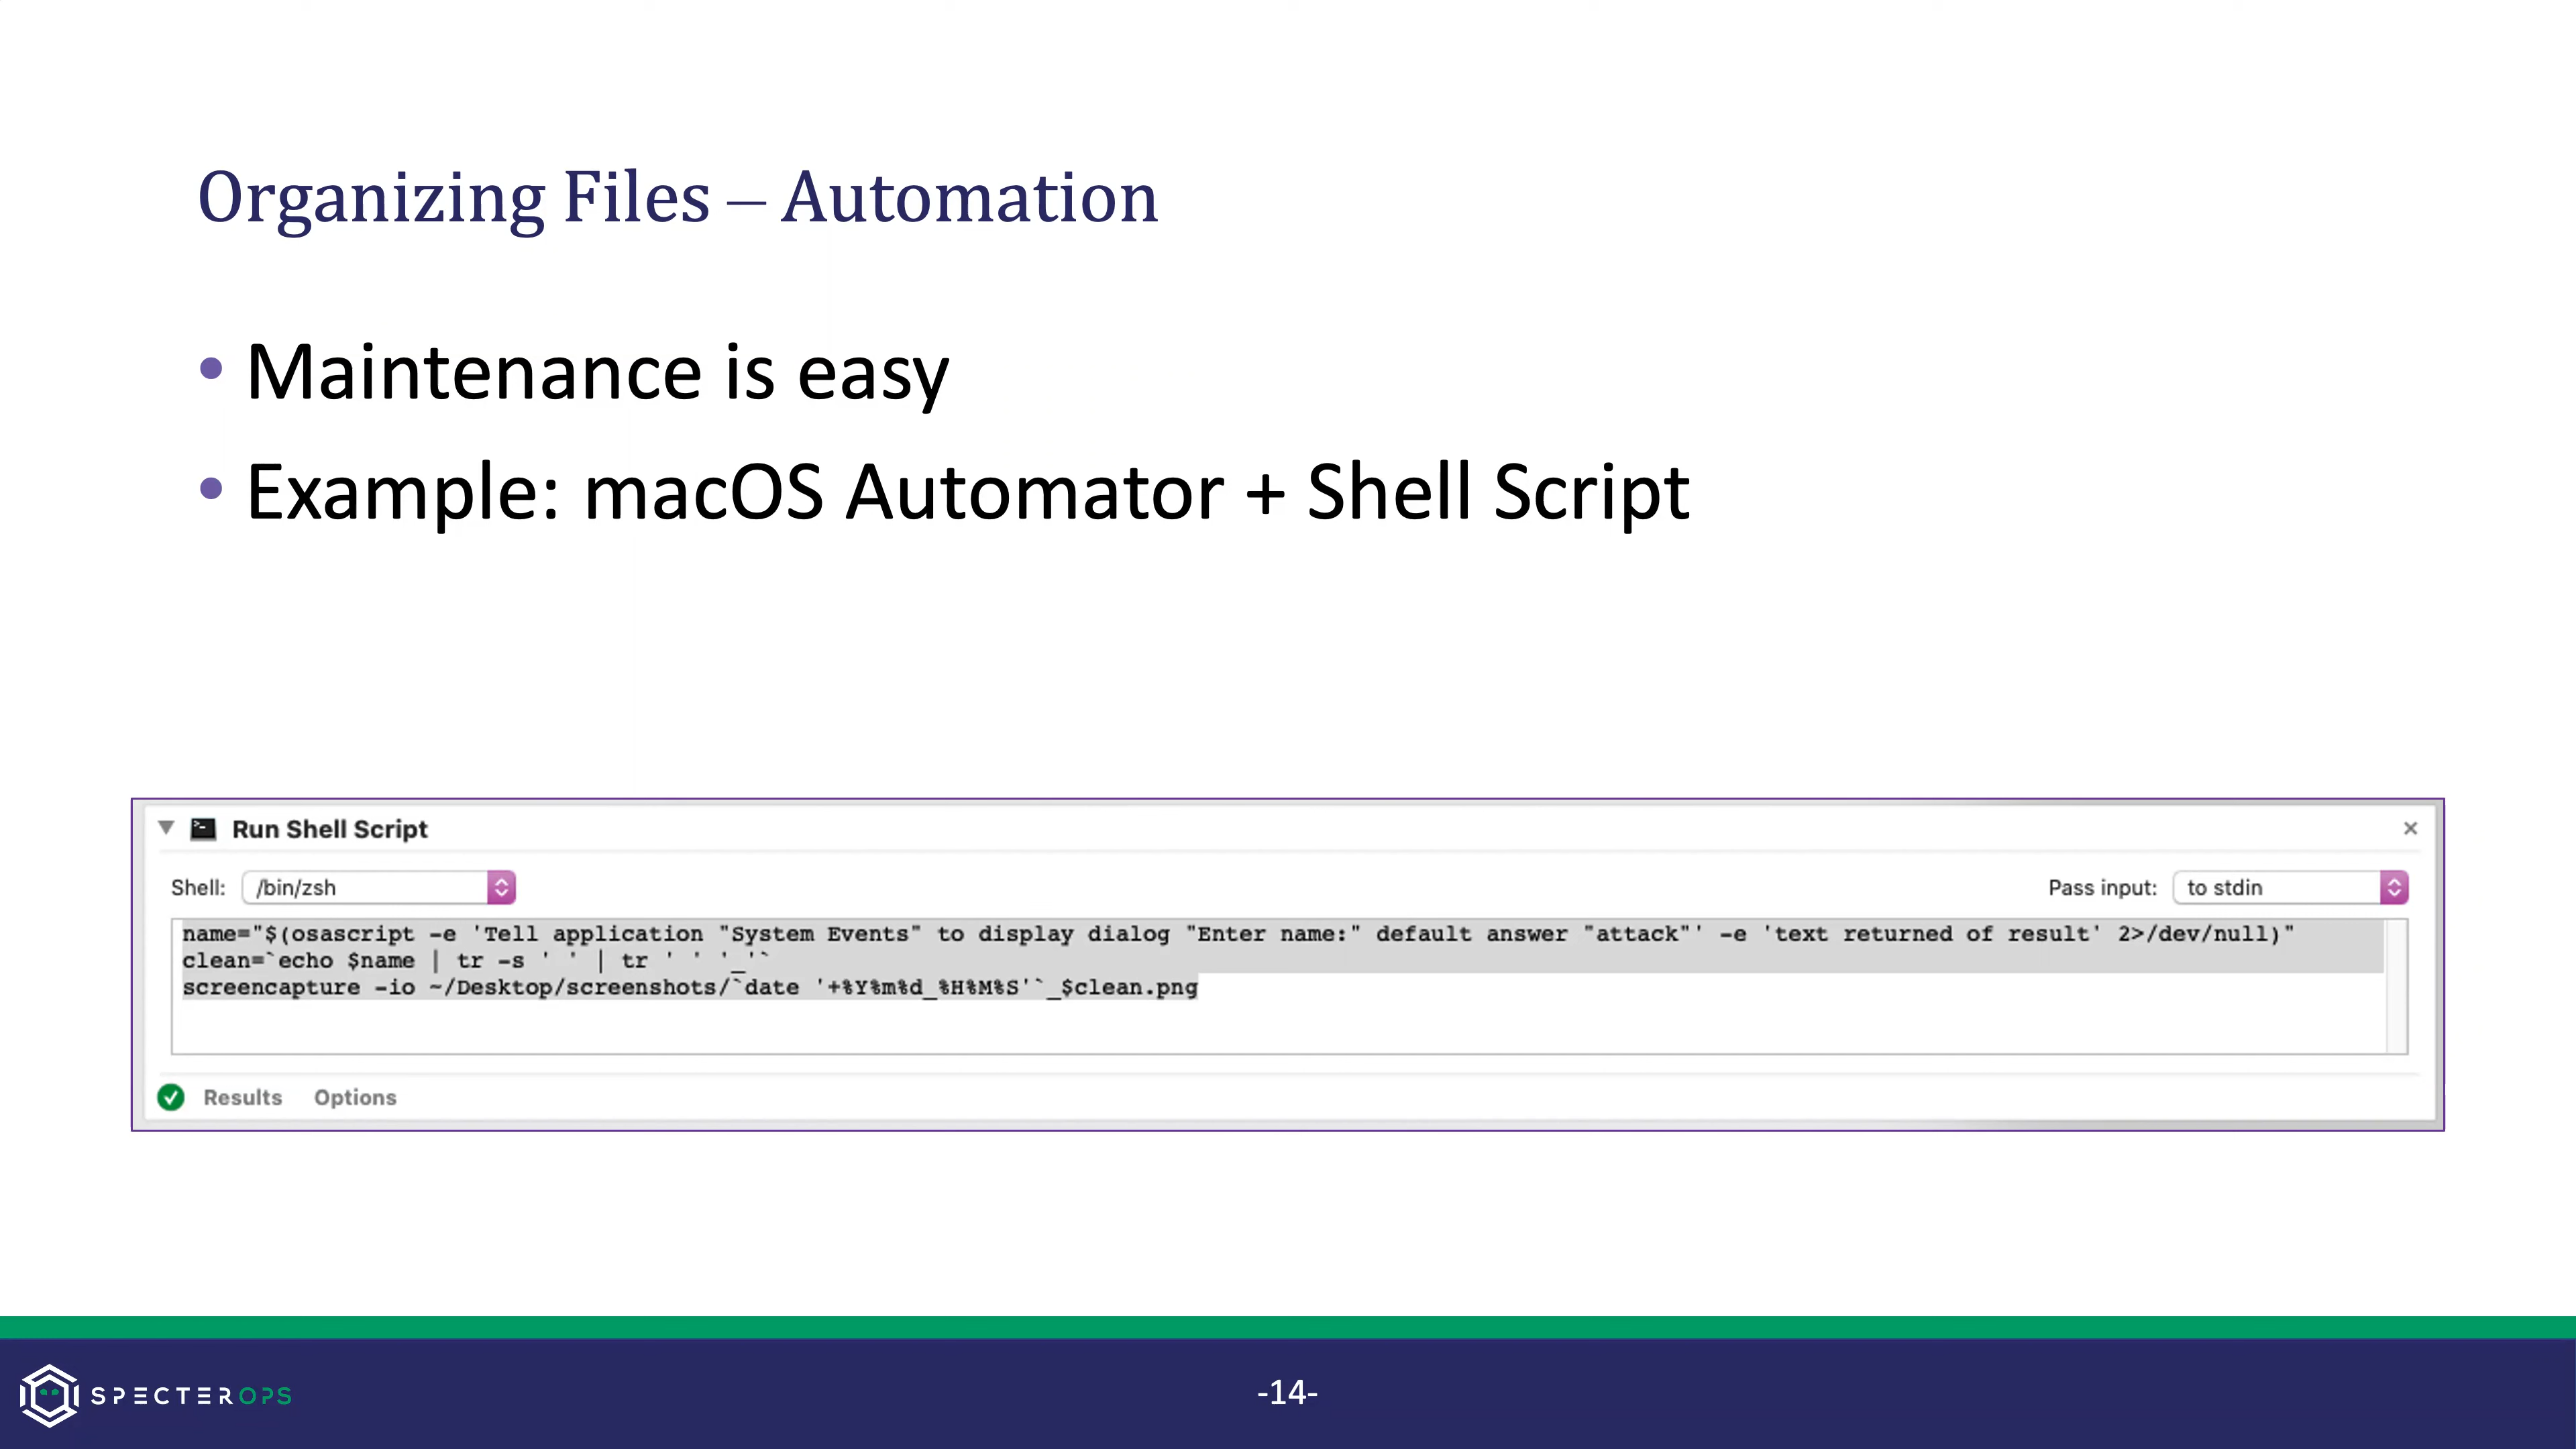 Organizing Files – Automation
• Maintenance is easy
• Example: macOS Automator + Shell Script
Run Shell Script
Shell: /bin/zsh
Pass input: to stdin
name="$(osascript -e 'Tell application "System Events" to display dialog "Enter name:" default answer "attack"' -e 'text returned of result' 2>/dev/null)"
clean=`echo $name | tr -s ' ' | tr ' ' '_'`
screencapture -io ~/Desktop/screenshots/`date '+%Y%m%d_%H%M%S'`_$clean.png
Results Options
SPECTEROPS
-14-